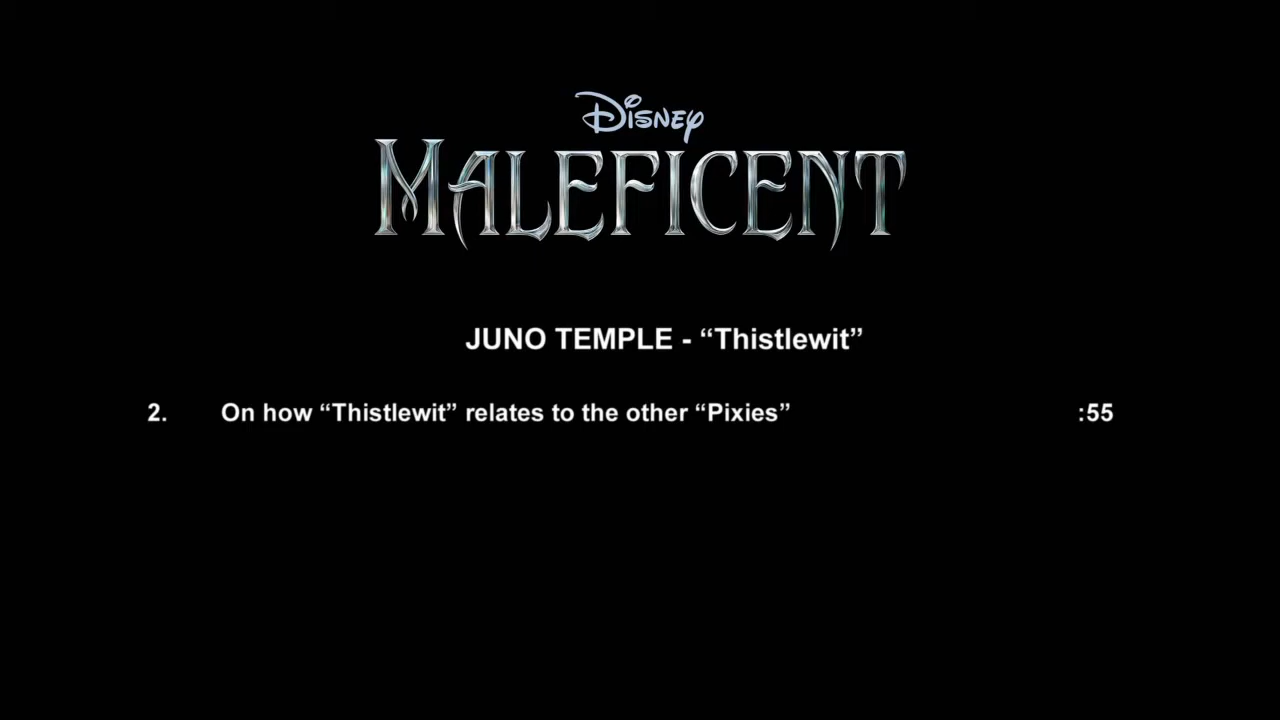 Disney
MALEFICENT
JUNO TEMPLE - “Thistlewit”
2. On how “Thistlewit” relates to the other “Pixies” :55